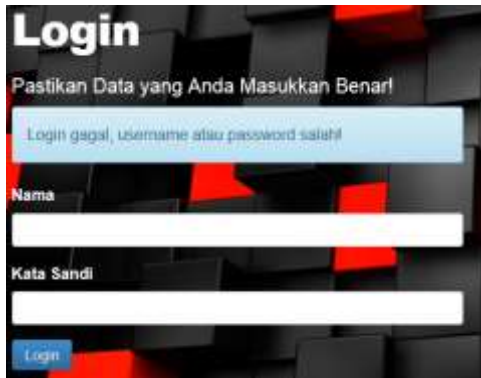 Login
Pastikan Data yang Anda Masukkan Benar!
Login gagal, username atau password salah!
Nama
Kata Sandi
Login